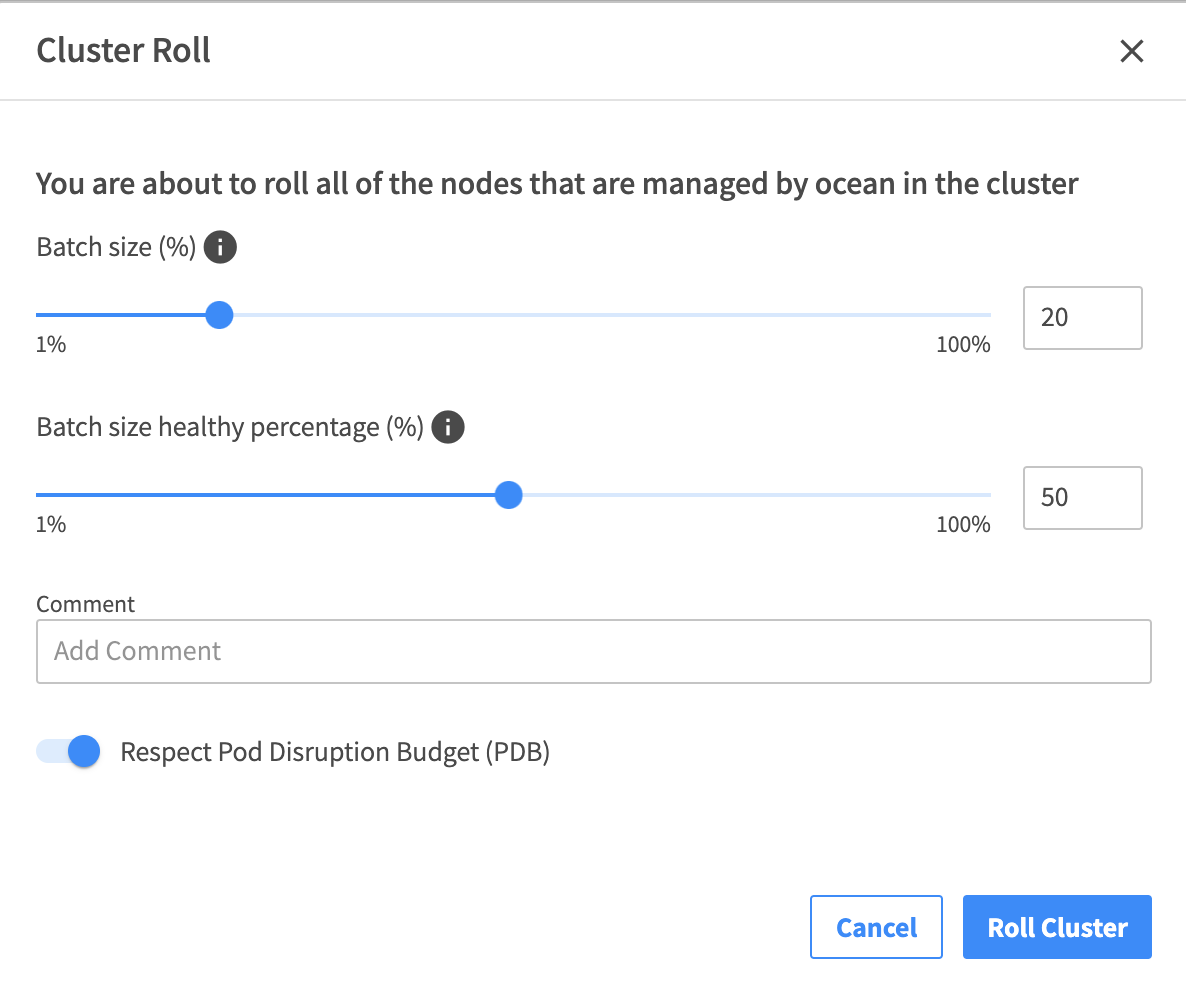 Cluster Roll
You are about to roll all of the nodes that are managed by ocean in the cluster
Batch size (%)
20
1% 100%
Batch size healthy percentage (%)
50
1% 100%
Comment
Add Comment
Respect Pod Disruption Budget (PDB)
Cancel Roll Cluster